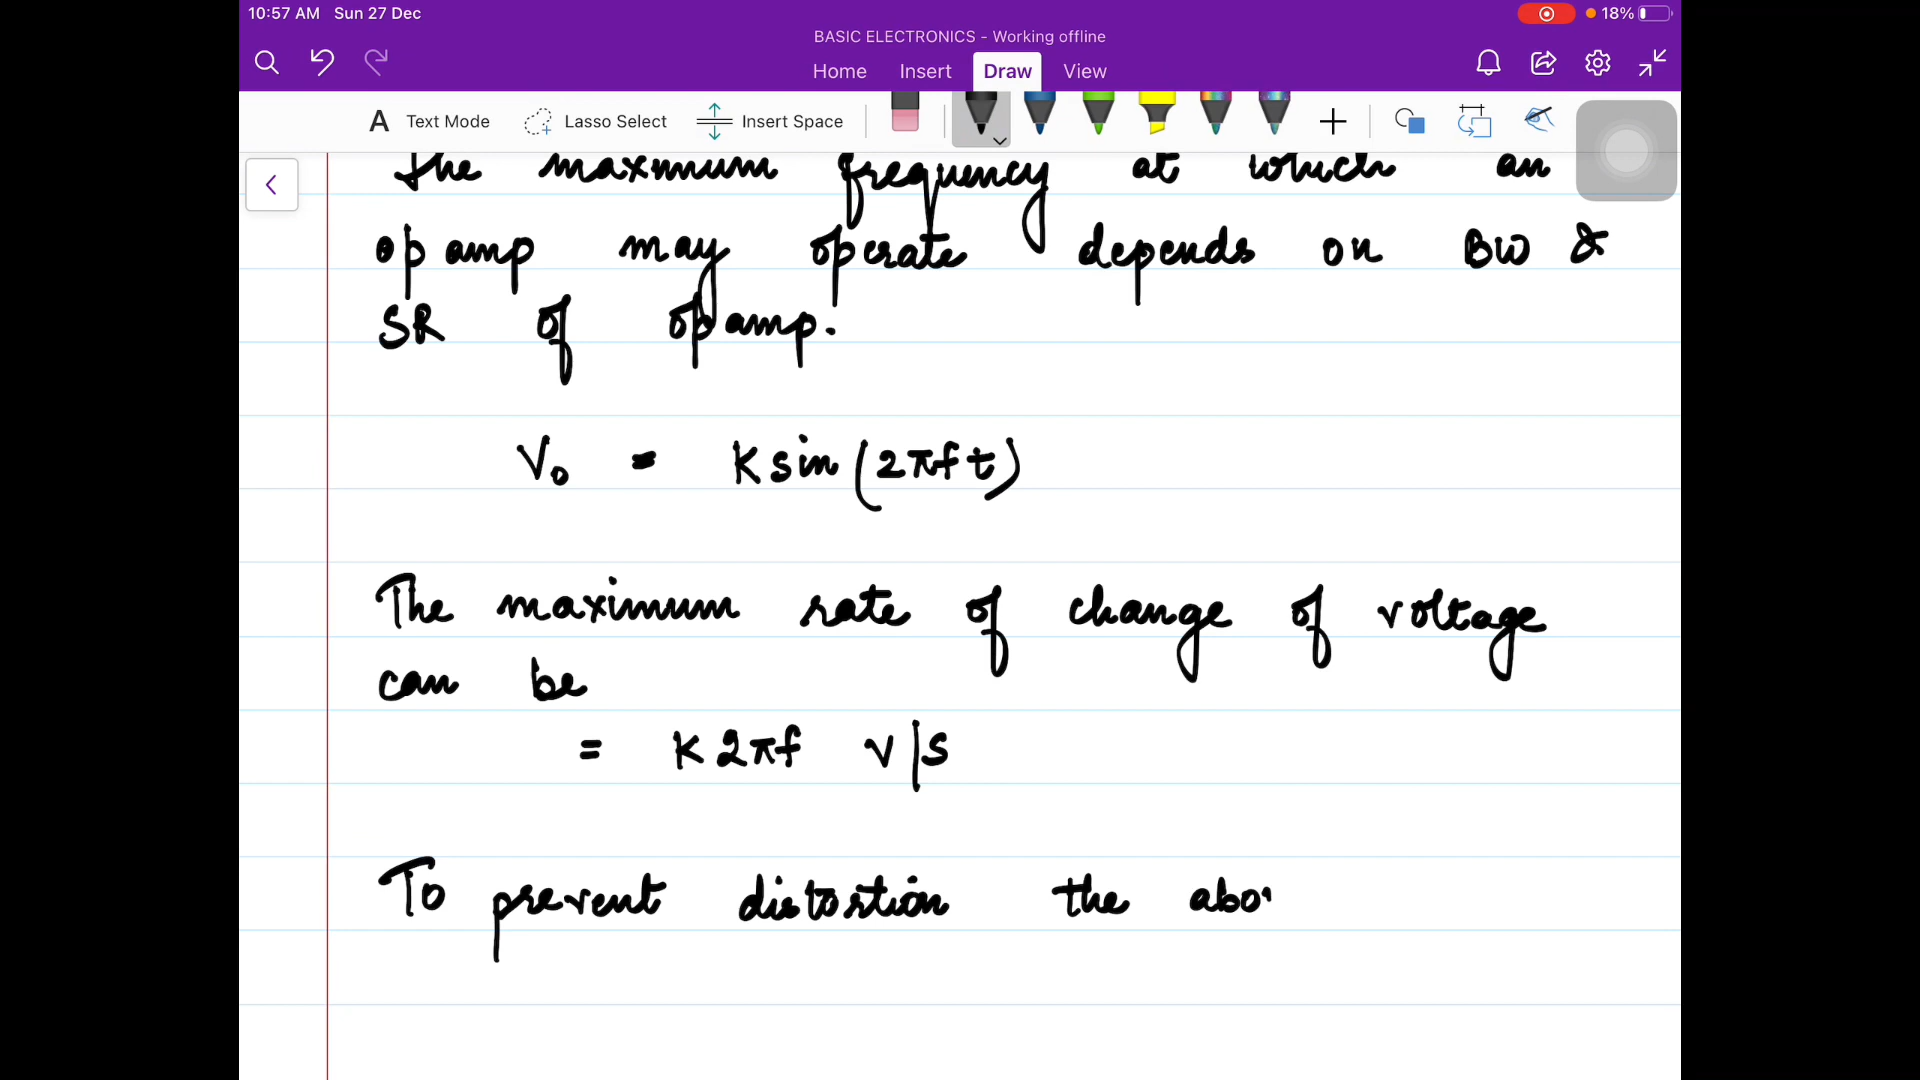 10:57 AM Sun 27 Dec
18%
BASIC ELECTRONICS - Working offline
Home Insert Draw View
A Text Mode Lasso Select Insert Space
The maximum frequency at which an
op amp may operate depends on BW &
SR of op amp.
V₀ = K sin(2πft)
The maximum rate of change of voltage
can be
= K 2πf V|S
To prevent distortion the abov